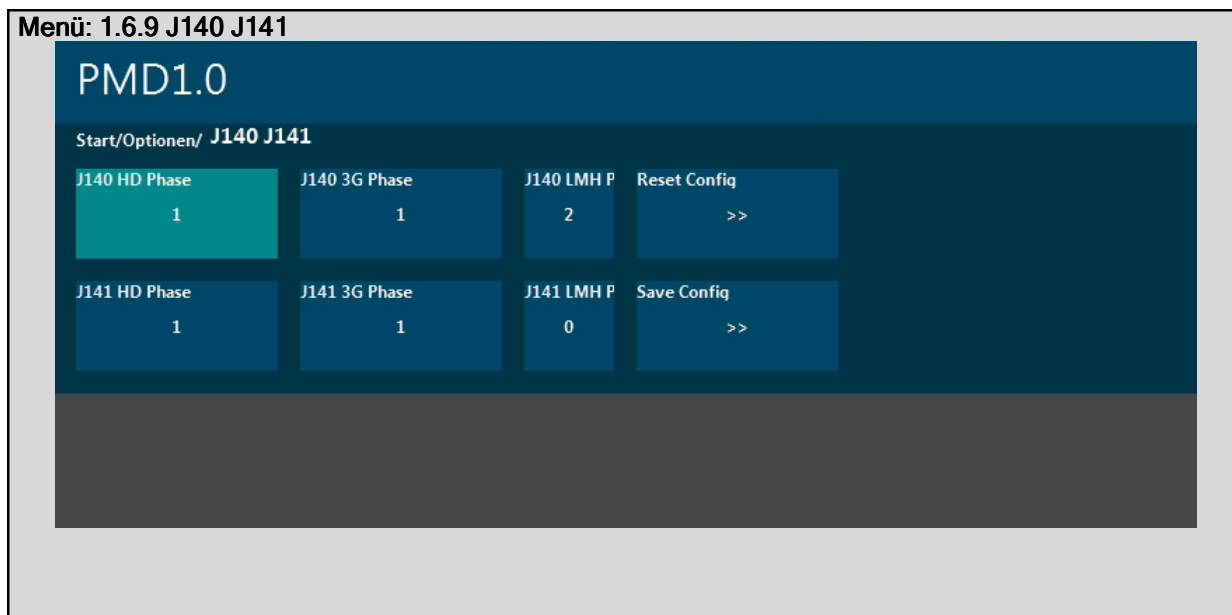 Menü: 1.6.9 J140 J141
PMD1.0
Start/Optionen/ J140 J141
J140 HD Phase J140 3G Phase J140 LMH P Reset Config
1 1 2 >>
J141 HD Phase J141 3G Phase J141 LMH P Save Config
1 1 0 >>